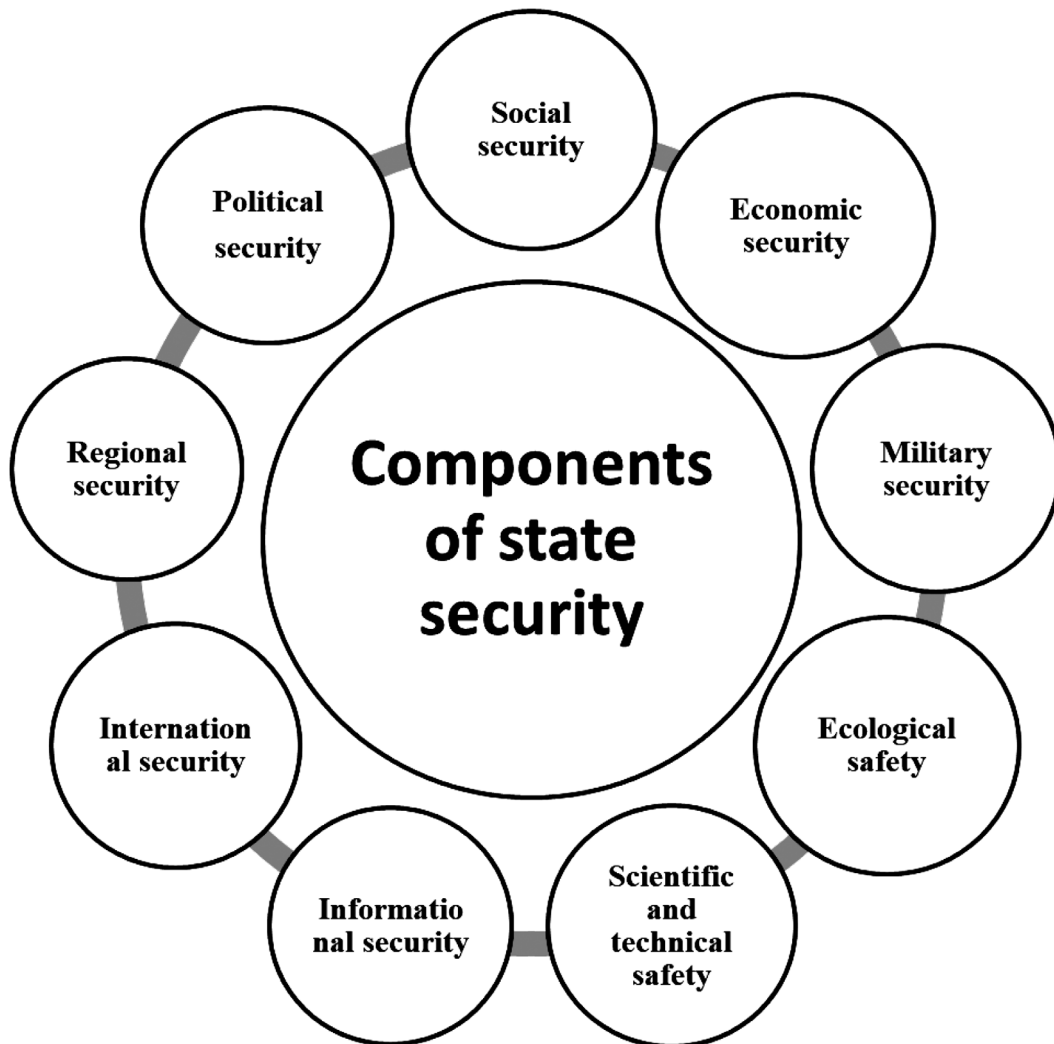 Social
security
Economic
security
Military
security
Ecological
safety
Scientific
and
technical
safety
Informatio
nal security
Internation
al security
Regional
security
Political
security
Components
of state
security